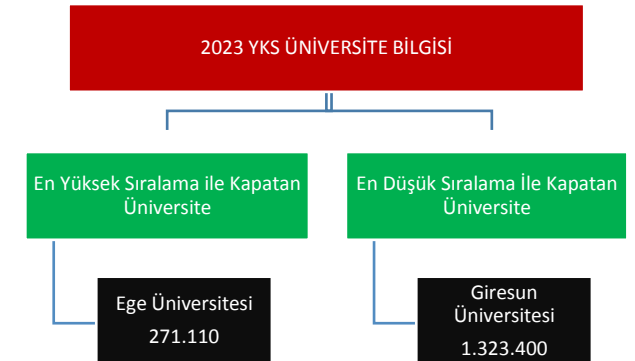 2023 YKS ÜNİVERSİTE BİLGİSİ
En Yüksek Sıralama ile Kapatan
Üniversite
En Düşük Sıralama İle Kapatan
Üniversite
Ege Üniversitesi
271.110
Giresun
Üniversitesi
1.323.400